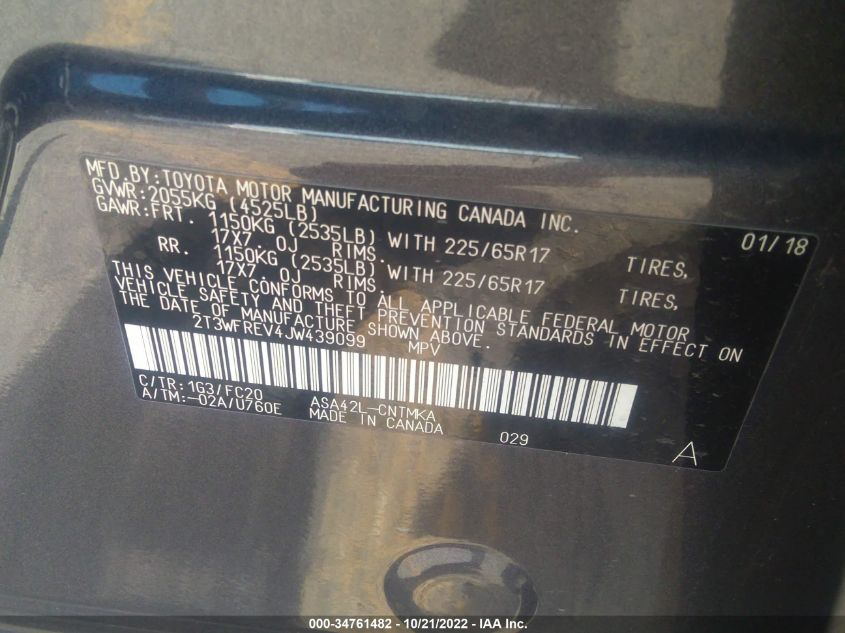 MFD.BY:TOYOTA MOTOR MANUFACTURING CANADA INC. 01/18
GVWR:2055KG (4525LB)
GAWR:FRT. 1150KG (2535LB) WITH 225/65R17 TIRES,
17X7.0J RIMS.
RR. 1150KG (2535LB) WITH 225/65R17 TIRES,
17X7.0J RIMS.
THIS VEHICLE CONFORMS TO ALL APPLICABLE FEDERAL MOTOR
VEHICLE SAFETY AND THEFT PREVENTION STANDARDS IN EFFECT ON
THE DATE OF MANUFACTURE SHOWN ABOVE.
2T3WFREV4JW439099 MPV
C/TR:1G3/FC20 ASA42L-CNTMKA
A/TM:-02A/U760E MADE IN CANADA 029 A
000-34761482 - 10/21/2022 - IAA Inc.